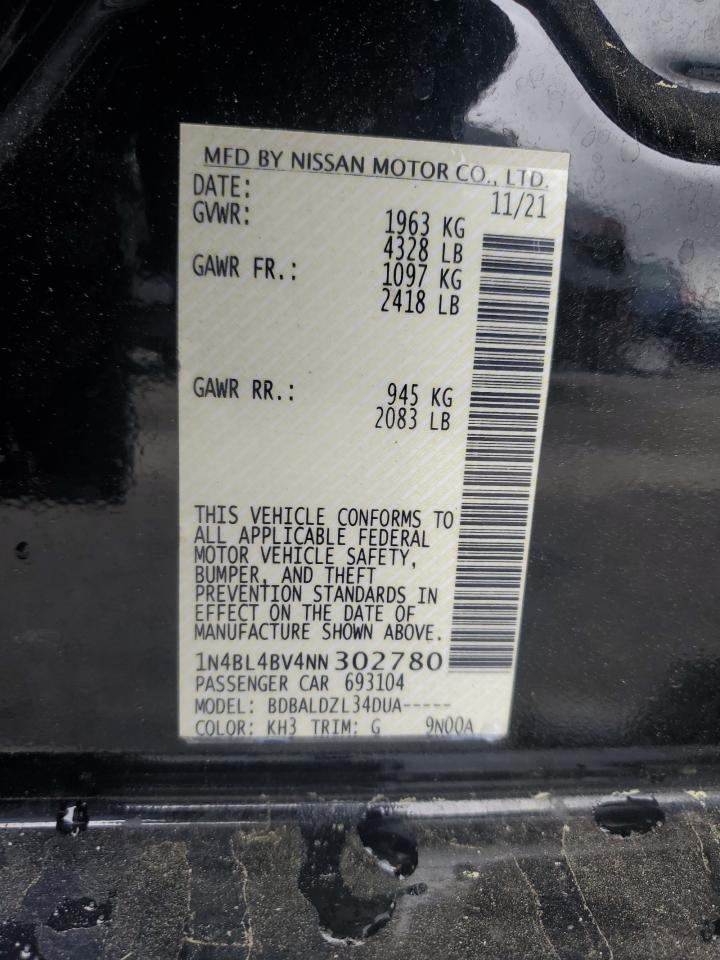 MFD BY NISSAN MOTOR CO., LTD.
DATE: 11/21
GVWR: 1963 KG
4328 LB
GAWR FR.: 1097 KG
2418 LB
GAWR RR.: 945 KG
2083 LB
THIS VEHICLE CONFORMS TO
ALL APPLICABLE FEDERAL
MOTOR VEHICLE SAFETY,
BUMPER, AND THEFT
PREVENTION STANDARDS IN
EFFECT ON THE DATE OF
MANUFACTURE SHOWN ABOVE.
1N4BL4BV4NN302780
PASSENGER CAR 693104
MODEL: BDBALDZL34DUA-----
COLOR: KH3 TRIM: G 9N00A